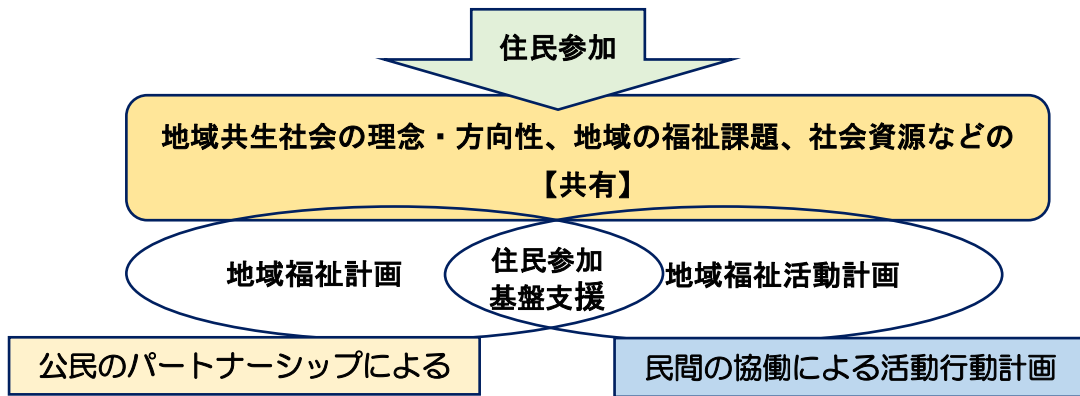 住民参加
地域共生社会の理念・方向性、地域の福祉課題、社会資源などの
【共有】
地域福祉計画
住民参加
基盤支援
地域福祉活動計画
公民のパートナーシップによる
民間の協働による活動行動計画